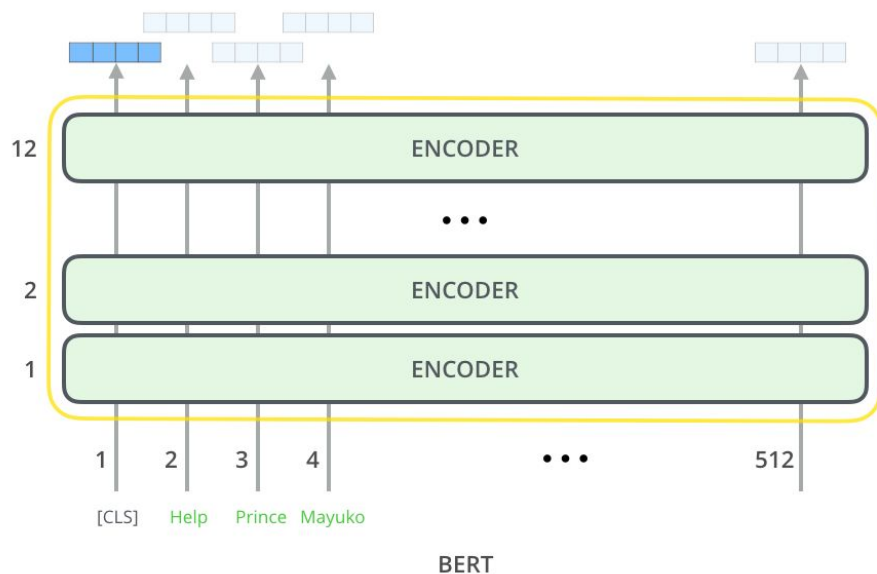 12 ENCODER
...
2 ENCODER
1 ENCODER
1 2 3 4 ... 512
[CLS] Help Prince Mayuko
BERT